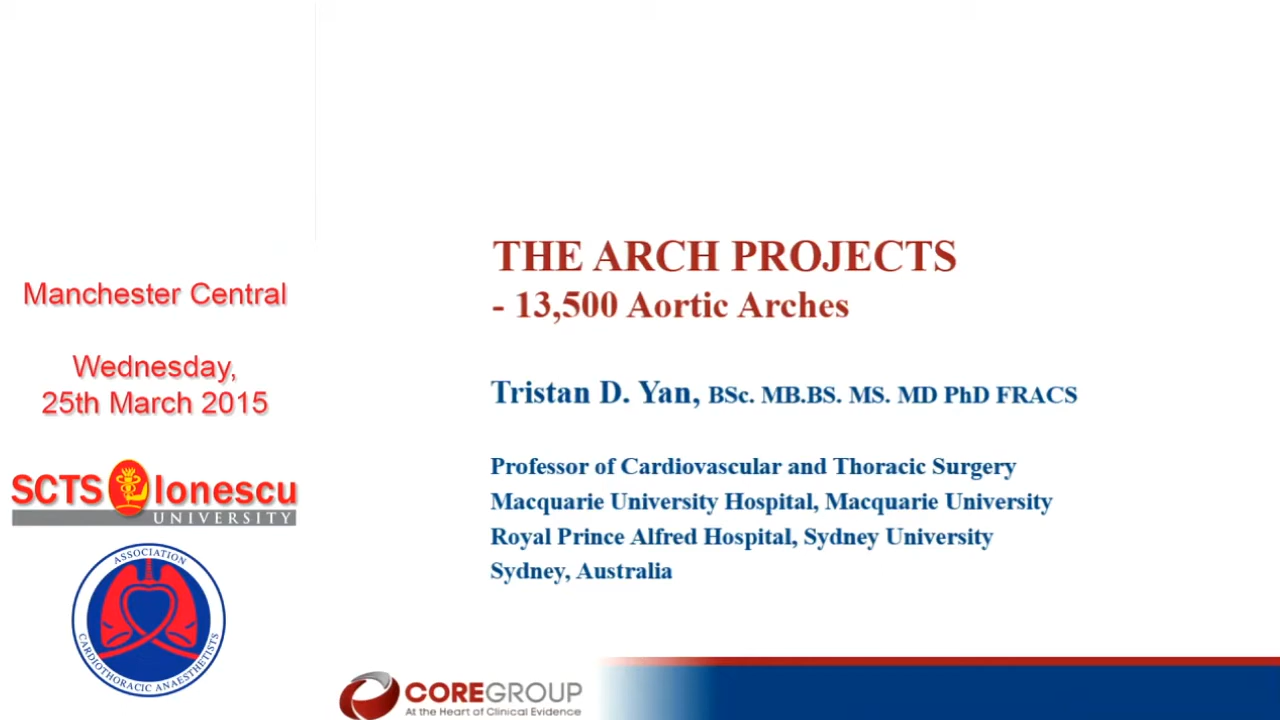 Manchester Central
Wednesday,
25th March 2015
SCTS Ionescu
UNIVERSITY
ASSOCIATION
CARDIOTHORACIC ANAESTHETISTS
THE ARCH PROJECTS
- 13,500 Aortic Arches
Tristan D. Yan, BSc. MB.BS. MS. MD PhD FRACS
Professor of Cardiovascular and Thoracic Surgery
Macquarie University Hospital, Macquarie University
Royal Prince Alfred Hospital, Sydney University
Sydney, Australia
COREGROUP
At the Heart of Clinical Evidence